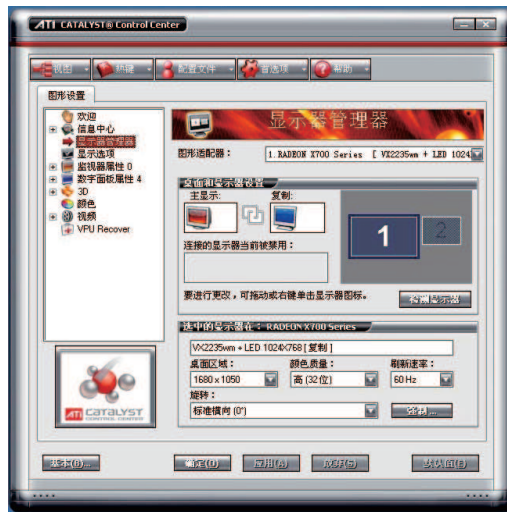 ATI CATALYST® Control Center
视图 热键 配置文件 首选项 帮助
图形设置
欢迎
信息中心
显示器管理器
显示选项
监视器属性 0
数字面板属性 4
3D
颜色
视频
VPU Recover
ATI CATALYST
CONTROL CENTER
显示器管理器
图形适配器：
1. RADEON X700 Series [ VX2235wm + LED 1024
桌面和显示器设置
主显示: 复制:
连接的显示器当前被禁用：
1 2
要进行更改，可拖动或右键单击显示器图标。
检测显示器
选中的显示器在： RADEON X700 Series
VX2235wm + LED 1024X768 [ 复制 ]
桌面区域： 颜色质量： 刷新速率：
1680 x 1050 高 (32 位) 60 Hz
旋转：
标准横向 (0°) 强制...
基本(B)... 确定(O) 应用(A) 放弃(S) 默认值(E)